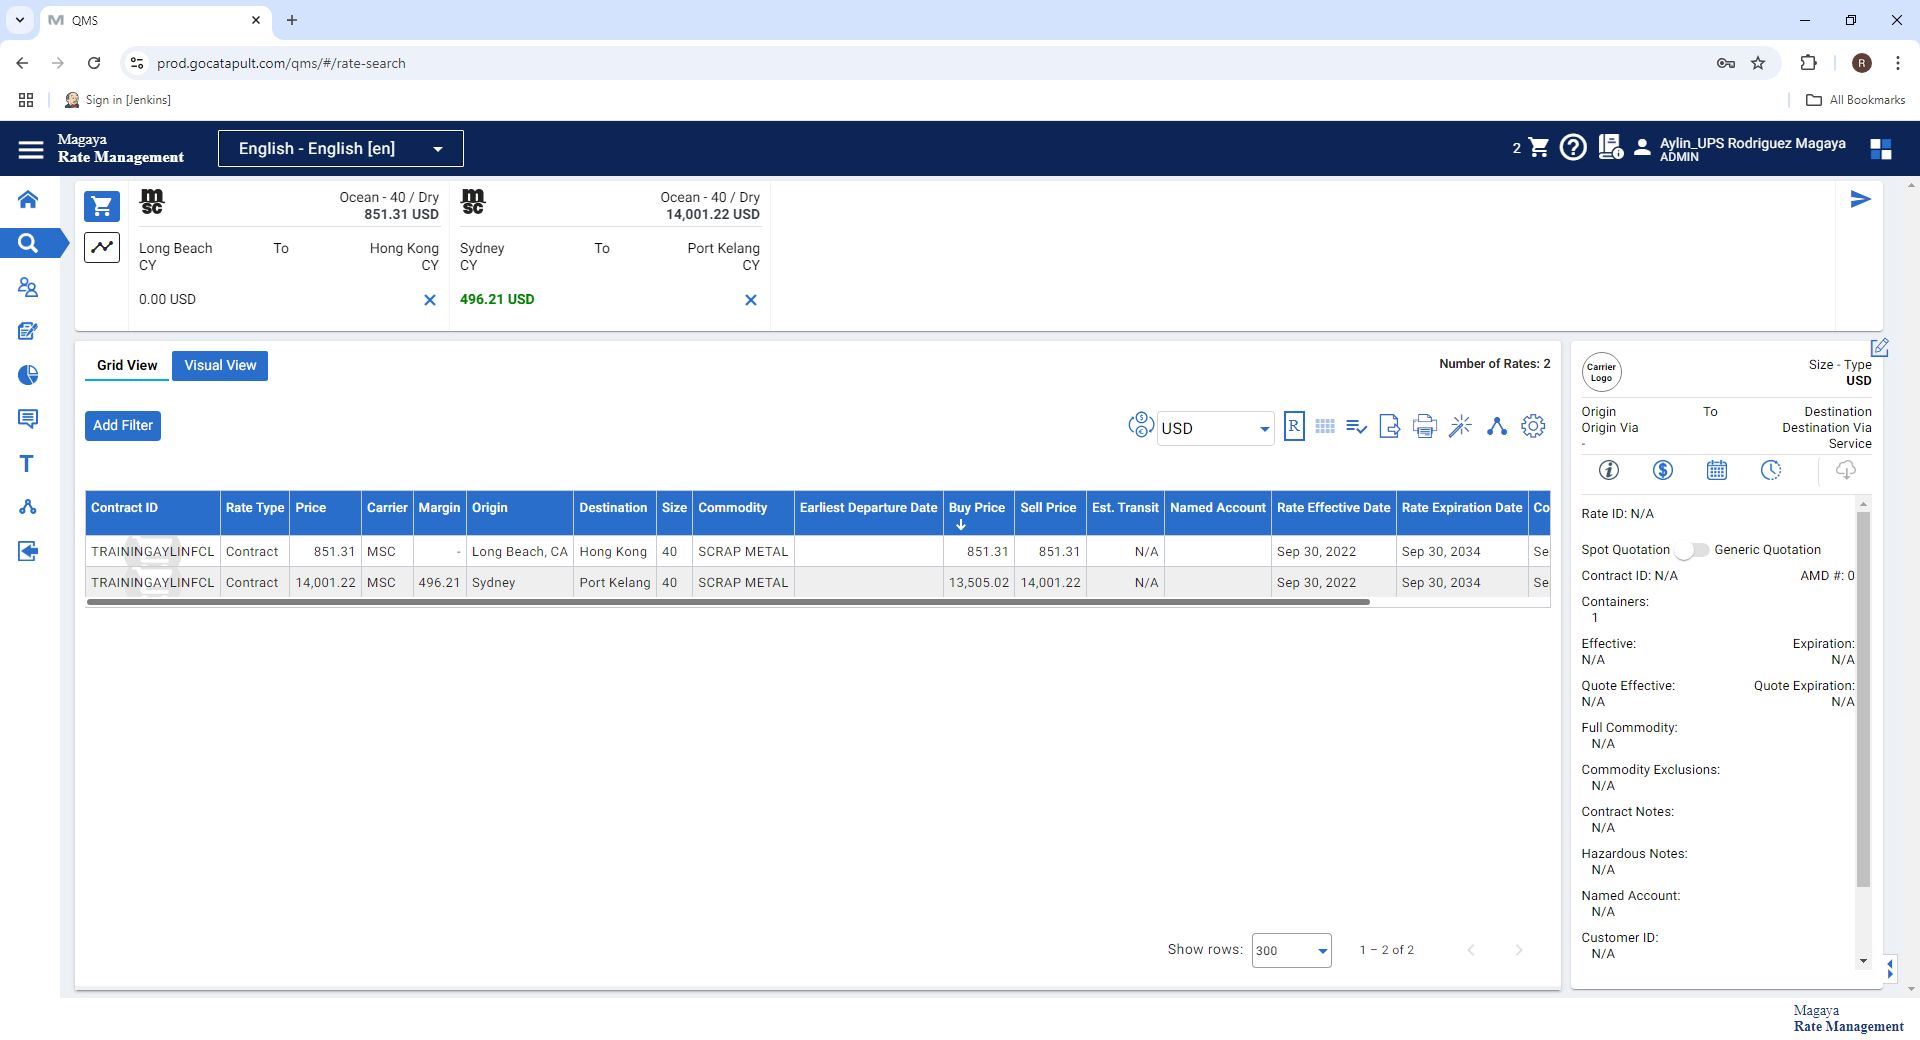 QMS
prod.gocatapult.com/qms/#/rate-search
R
Sign in [Jenkins]
All Bookmarks
Magaya
Rate Management
English - English [en]
2
Aylin_UPS Rodriguez Magaya
ADMIN
msc
Ocean - 40 / Dry
851.31 USD
Long Beach To Hong Kong
CY CY
0.00 USD
msc
Ocean - 40 / Dry
14,001.22 USD
Sydney To Port Kelang
CY CY
496.21 USD
Grid View
Visual View
Number of Rates: 2
Add Filter
USD
R
Contract ID Rate Type Price Carrier Margin Origin Destination Size Commodity Earliest Departure Date Buy Price Sell Price Est. Transit Named Account Rate Effective Date Rate Expiration Date Co
TRAININGAYLINFCL Contract 851.31 MSC - Long Beach, CA Hong Kong 40 SCRAP METAL 851.31 851.31 N/A Sep 30, 2022 Sep 30, 2034 Se
TRAININGAYLINFCL Contract 14,001.22 MSC 496.21 Sydney Port Kelang 40 SCRAP METAL 13,505.02 14,001.22 N/A Sep 30, 2022 Sep 30, 2034 Se
Show rows: 300 1 – 2 of 2
Carrier
Logo
Size - Type
USD
Origin To Destination
Origin Via Destination Via
- Service
Rate ID: N/A
Spot Quotation Generic Quotation
Contract ID: N/A AMD #: 0
Containers:
1
Effective: Expiration:
N/A N/A
Quote Effective: Quote Expiration:
N/A N/A
Full Commodity:
N/A
Commodity Exclusions:
N/A
Contract Notes:
N/A
Hazardous Notes:
N/A
Named Account:
N/A
Customer ID:
N/A
Magaya
Rate Management